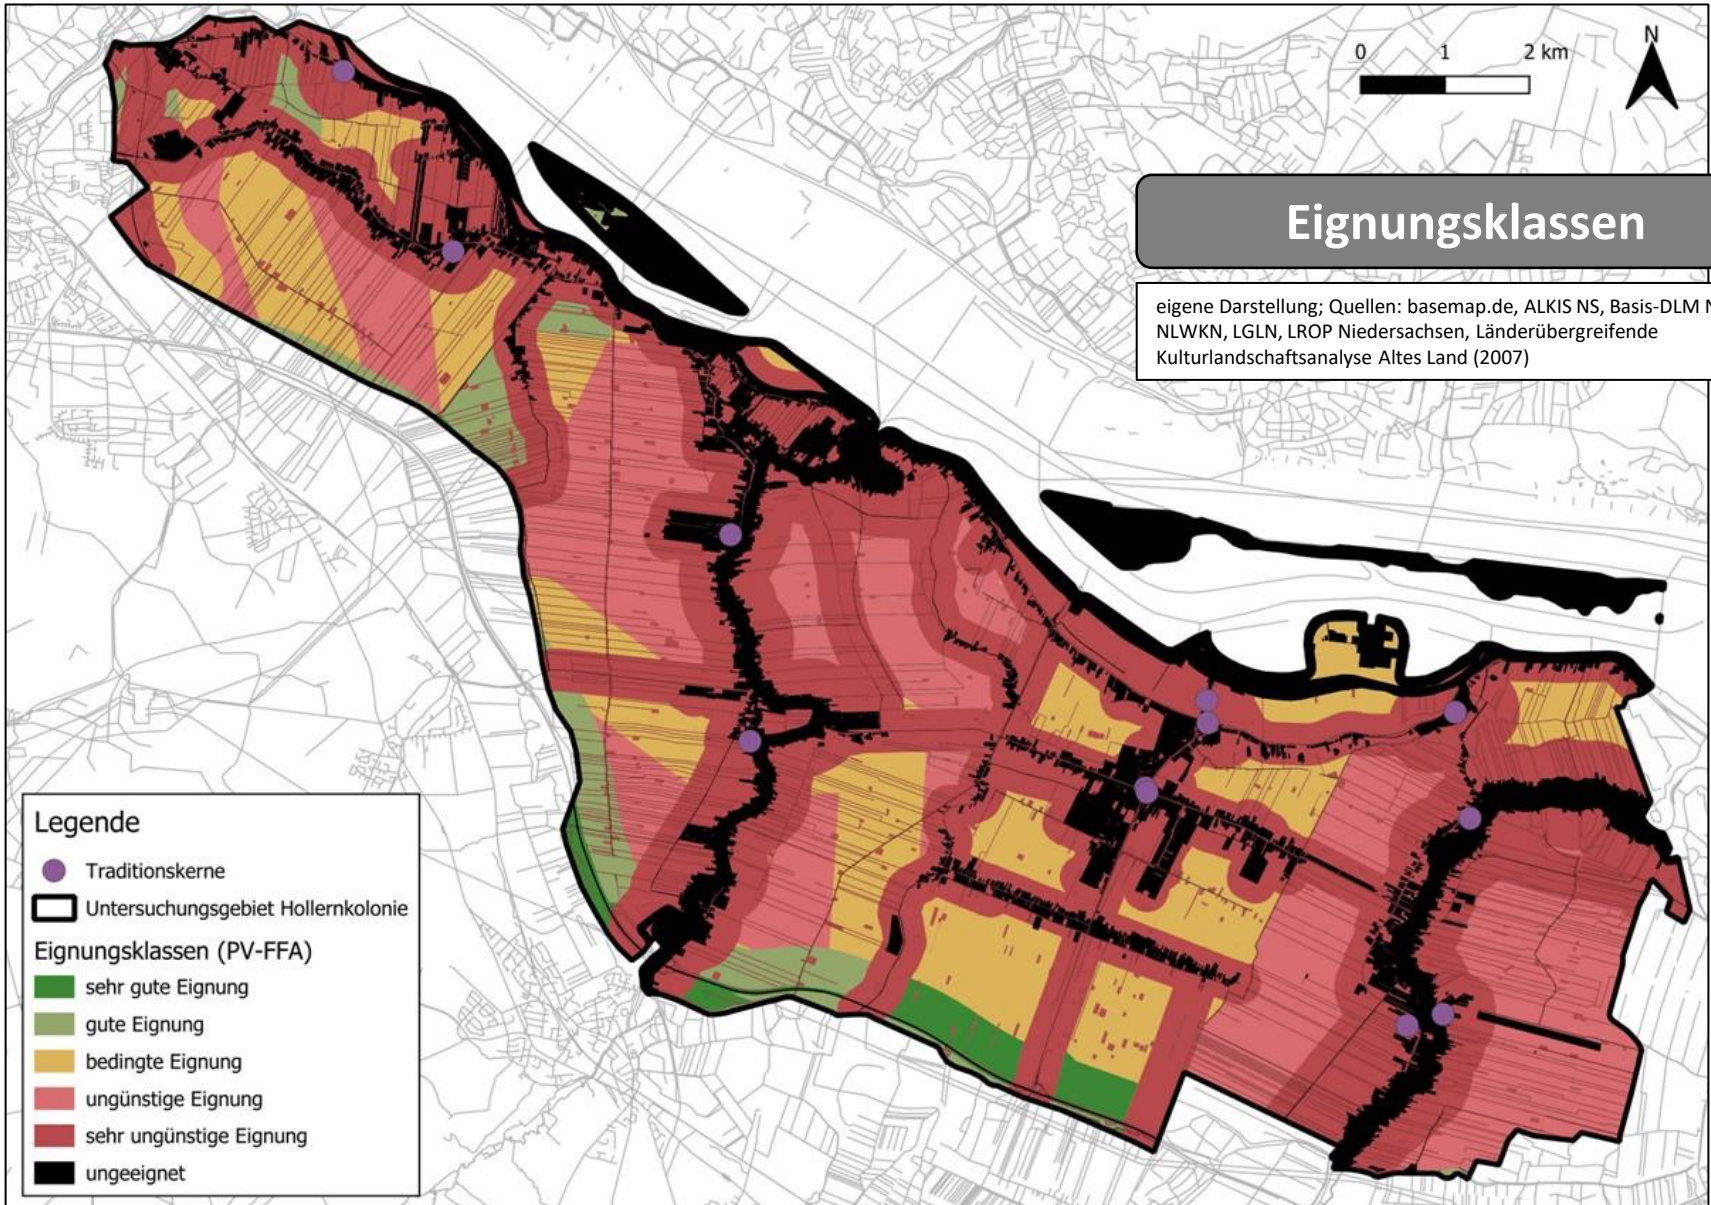 0 1 2 km
N
Eignungsklassen
eigene Darstellung; Quellen: basemap.de, ALKIS NS, Basis-DLM
NLWKN, LGLN, LROP Niedersachsen, Länderübergreifende
Kulturlandschaftsanalyse Altes Land (2007)
Legende
Traditionskerne
Untersuchungsgebiet Hollernkolonie
Eignungsklassen (PV-FFA)
sehr gute Eignung
gute Eignung
bedingte Eignung
ungünstige Eignung
sehr ungünstige Eignung
ungeeignet